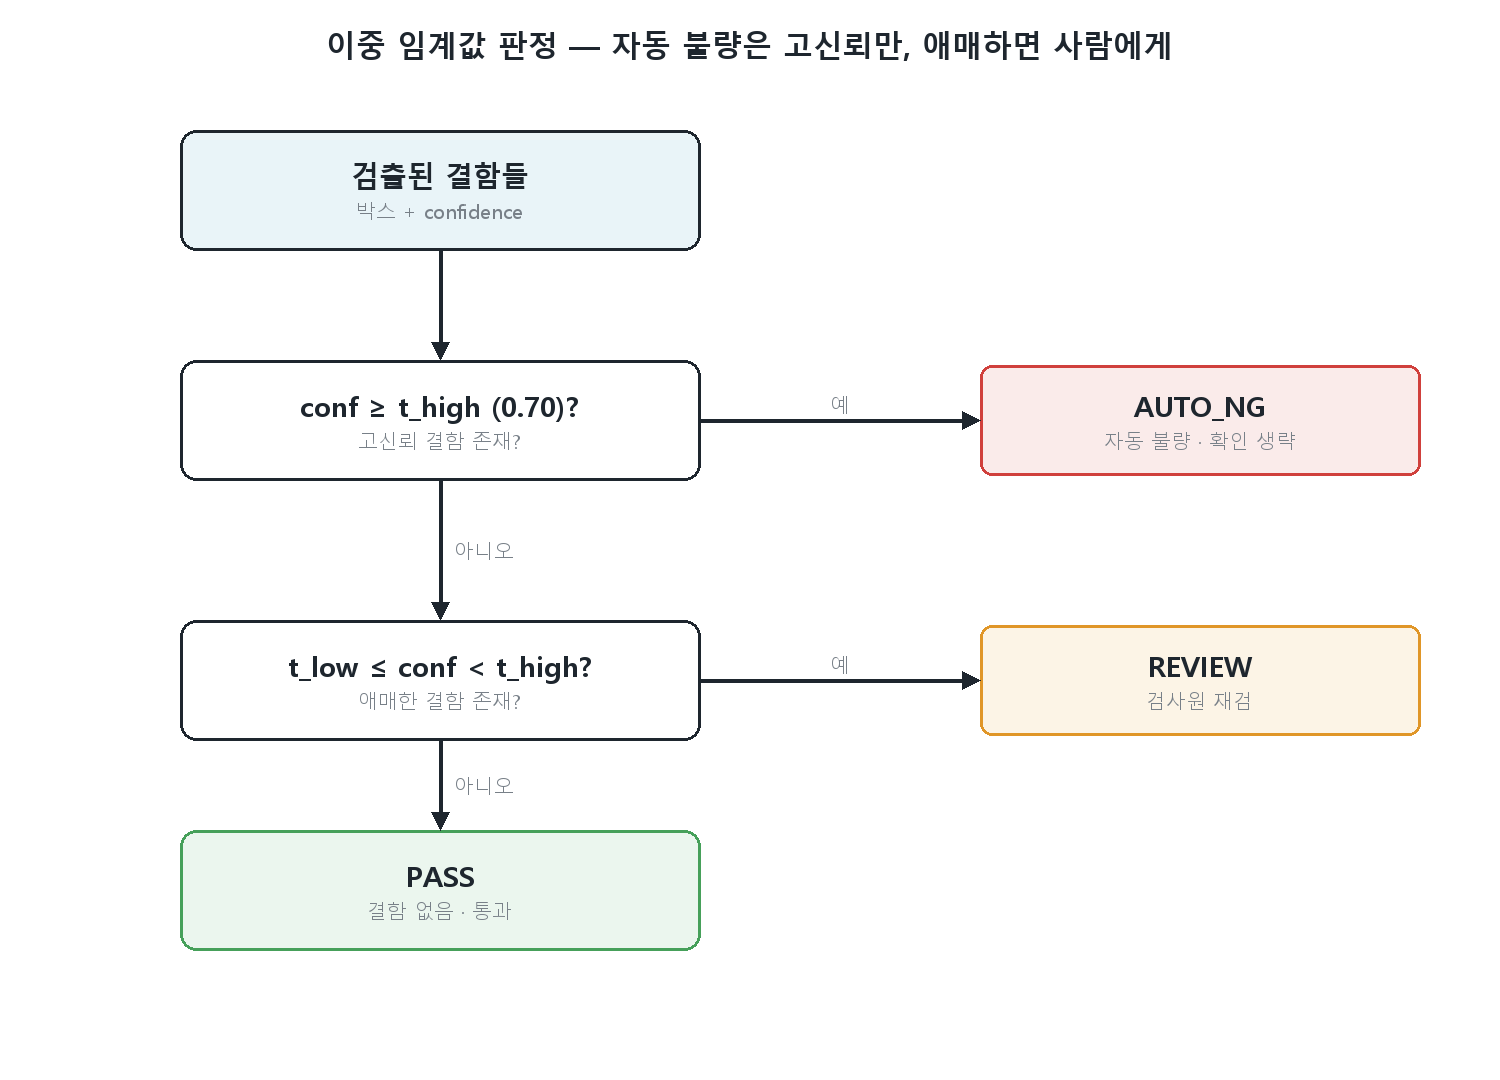 이중 임계값 판정 — 자동 불량은 고신뢰만, 애매하면 사람에게
검출된 결함들
박스 + confidence
conf ≥ t_high (0.70)?
고신뢰 결함 존재?
예
AUTO_NG
자동 불량 · 확인 생략
아니오
t_low ≤ conf < t_high?
애매한 결함 존재?
예
REVIEW
검사원 재검
아니오
PASS
결함 없음 · 통과